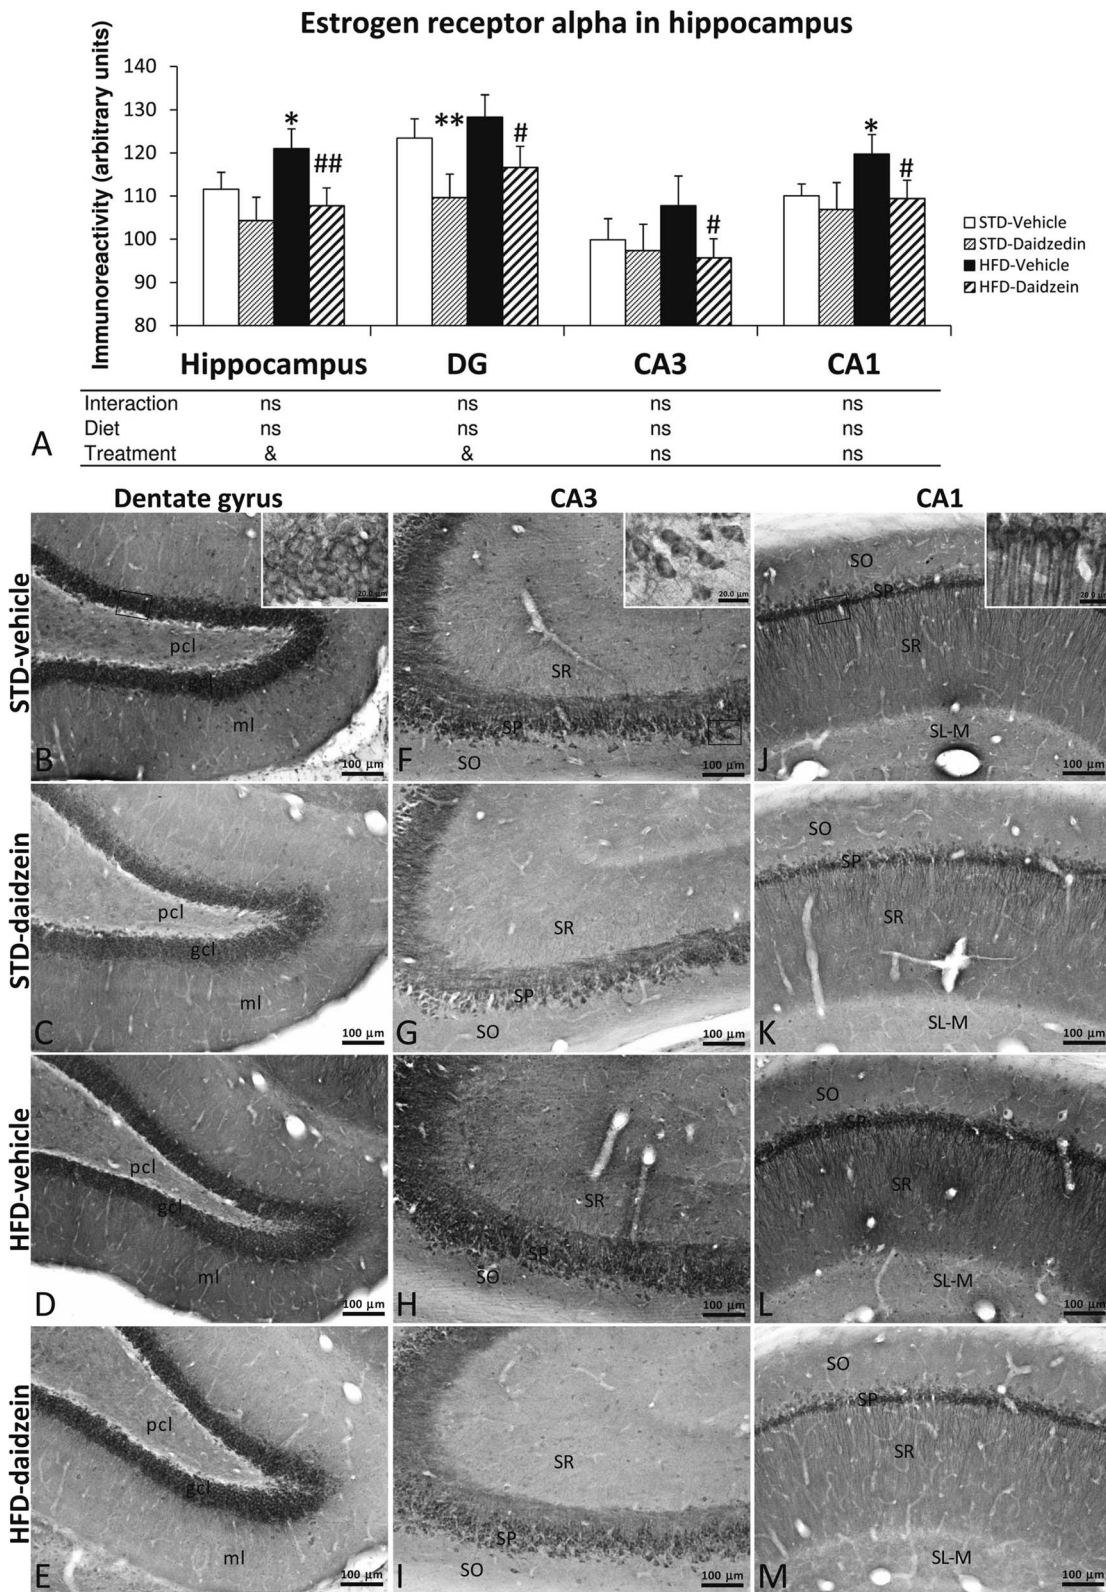 Estrogen receptor alpha in hippocampus
Immunoreactivity (arbitrary units)
140
130
120
110
100
90
80
*
##
**
#
#
*
#
STD-Vehicle
STD-Daidzedin
HFD-Vehicle
HFD-Daidzein
Hippocampus DG CA3 CA1
Interaction ns ns ns ns
Diet ns ns ns ns
Treatment & & ns ns
A
Dentate gyrus CA3 CA1
STD-vehicle
20.0 µm
pcl
gcl
ml
B
100 µm
20.0 µm
SR
SP
SO
F
100 µm
20.0 µm
SO
SP
SR
SL-M
J
100 µm
STD-daidzein
pcl
gcl
ml
C
100 µm
SR
SP
SO
G
100 µm
SO
SP
SR
SL-M
K
100 µm
HFD-vehicle
pcl
gcl
ml
D
100 µm
SR
SP
SO
H
100 µm
SO
SR
SR
SL-M
L
100 µm
HFD-daidzein
pcl
gcl
ml
E
100 µm
SR
SP
SO
I
100 µm
SO
SP
SR
SL-M
M
100 µm